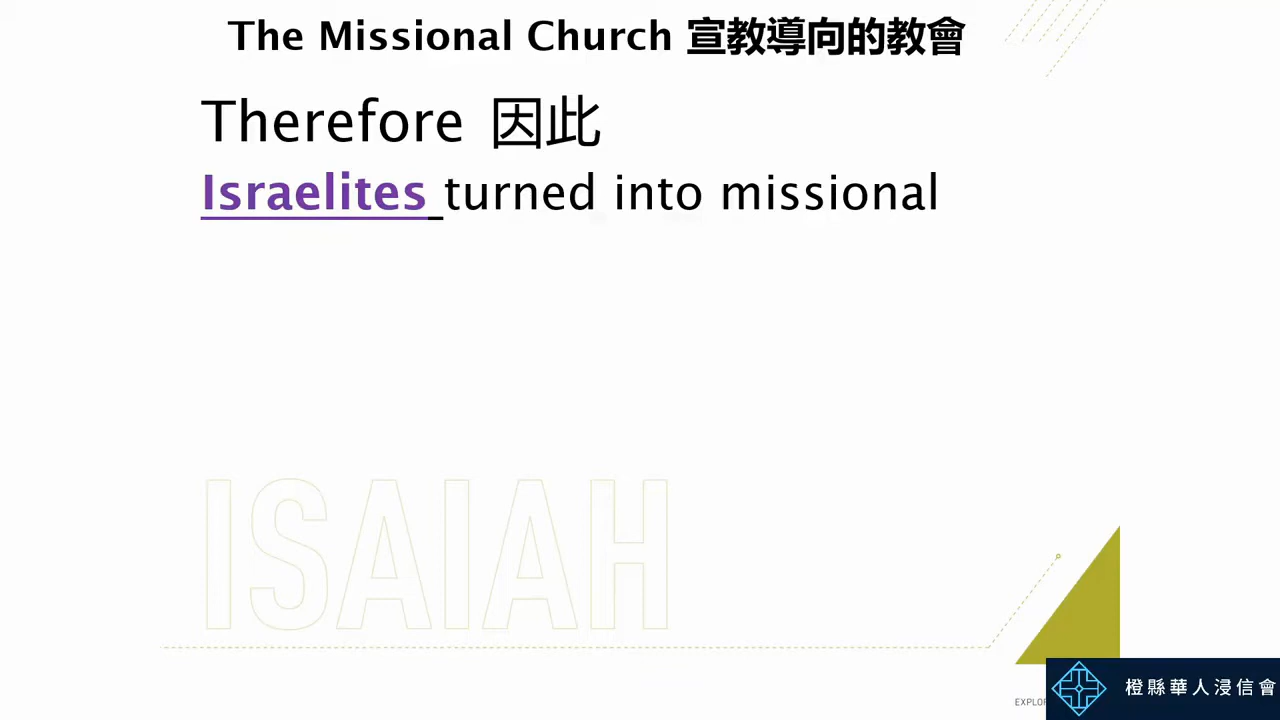 The Missional Church 宣教導向的教會
Therefore 因此
Israelites turned into missional
ISAIAH
EXPLOR
橙縣華人浸信會